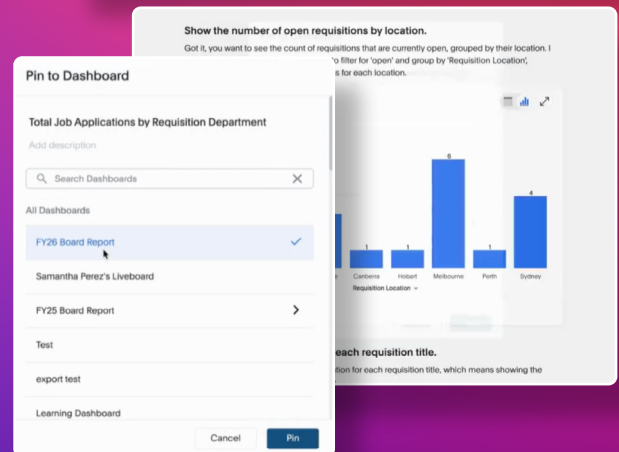 Show the number of open requisitions by location.
Got it, you want to see the count of requisitions that are currently open, grouped by their location. I
to filter for 'open' and group by 'Requisition Location',
s for each location.
Pin to Dashboard
Total Job Applications by Requisition Department
Add description
Search Dashboards
All Dashboards
FY26 Board Report
Samantha Perez's Liveboard
FY25 Board Report
Test
export test
Learning Dashboard
Cancel Pin
1 1 6 1 4
Canberra Hobart Melbourne Perth Sydney
Requisition Location
each requisition title.
tion for each requisition title, which means showing the